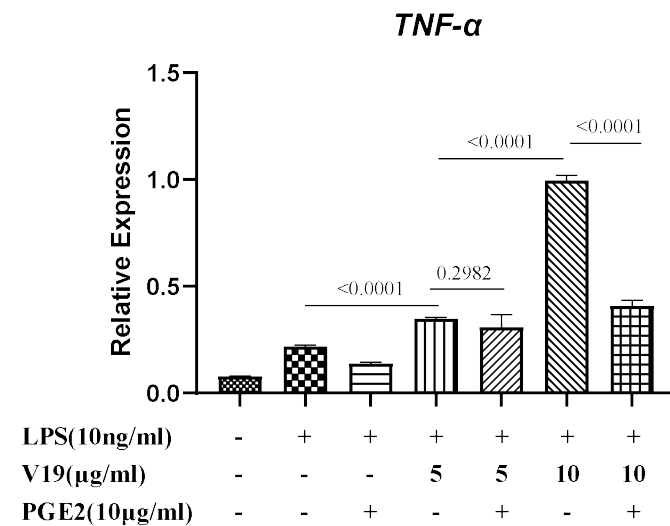 TNF-α
Relative Expression
1.5
1.0
0.5
0.0
<0.0001
<0.0001
<0.0001
0.2982
LPS(10ng/ml) - + + + + + +
V19(μg/ml) - - - 5 5 10 10
PGE2(10μg/ml) - - + - + - +